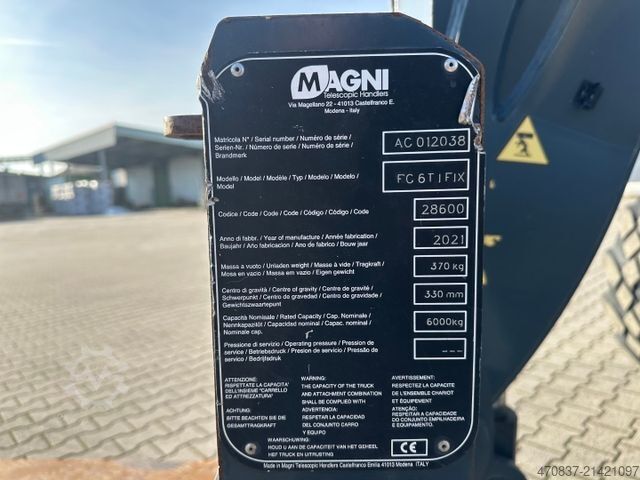 MAGNI
Telescopic Handlers
Via Magellano 22 - 41013 Castelfranco E.
Modena - Italy
Matricola N° / Serial number / Numéro de série /
Serien-Nr. / Número de serie / Número de série /
Brandmerk
AC 012038
Modello / Model / Modèle / Typ / Modelo / Modelo /
Model
FC 6T I FIX
Codice / Code / Code / Code / Código / Código / Code
28600
Anno di fabbr. / Year of manufacture / Année fabrication /
Baujahr / Año fabricacion / Ano de fabrico / Bouw jaar
2021
Massa a vuoto / Unladen weight / Masse à vide / Tragkraft /
Mosa en vacio / Massa em vazio / Eigen gewicht
370 kg
Centro di gravità / Centre of gravity / Centre de gravité /
Schwerpunkt / Centro de gravedad / Centro de gravidade /
Gewichtszwaartepunt
330 mm
Capacità Nominale / Rated Capacity / Cap. Nominale /
Nennkapazität / Capacidad nominal / Capac. Nominal /
Nominale cap.
6000kg
Pressione di servizio / Operating pressure / Pression de
service / Betriebsdruck / Presion de servicio / Pressão de
service / Bedrijfsdruk
---
ATTENZIONE:
RISPETTATE LA CAPACITA'
DELL'INSIEME "CARRELLO
ED ATTREZZATURA"
WARNING:
THE CAPACITY OF THE TRUCK
AND ATTACHMENT COMBINATION
SHALL BE COMPLIED WITH
AVERTISSEMENT:
RESPECTEZ LA CAPACITE
DE L'ENSEMBLE CHARIOT
ET ÉQUIPEMENT
ACHTUNG:
BITTE BEACHTEN SIE DIE
GESAMTTRAGKRAFT
ADVERTENCIA:
RESPETAR LA CAPACIDAD
DEL CONJUNTO CARRO
Y EQUIPO
ATENÇÃO:
RESPEITAR A CAPACIDADE
DO CONJUNTO EMPILHADEIRA
E EQUIPAMENTO
WAARSCHUWING:
HOUD U AAN DE CAPACITEIT VAN HET GEHEEL
HEF TRUCK EN UITRUSTING
CE
Made in Magni Telescopic Handlers Castelfranco Emilia 41013 Modena ITALY
470837-21421097